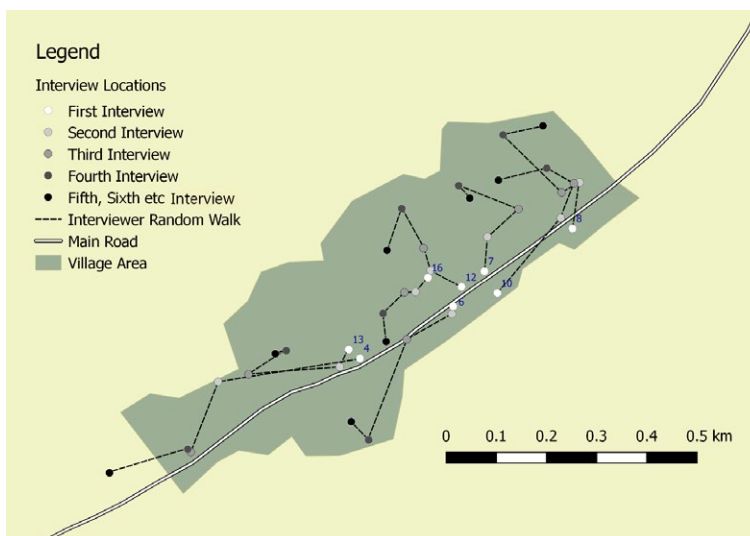 Legend
Interview Locations
First Interview
Second Interview
Third Interview
Fourth Interview
Fifth, Sixth etc Interview
Interviewer Random Walk
Main Road
Village Area
8
16
7
12
10
6
13
4
0 0.1 0.2 0.3 0.4 0.5 km